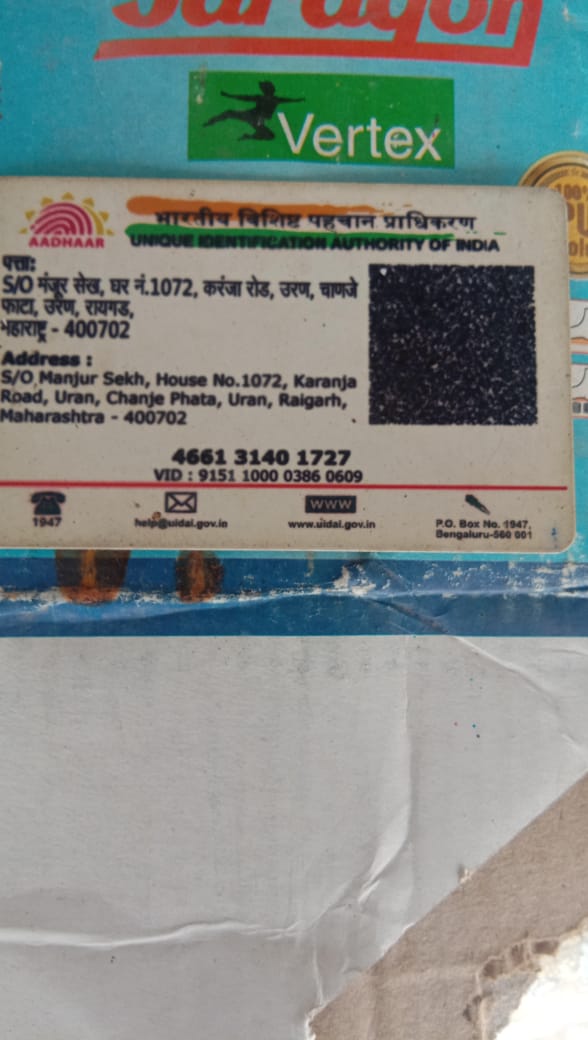 Paragon
Vertex
AADHAAR
भारतीय विशिष्ट पहचान प्राधिकरण
UNIQUE IDENTIFICATION AUTHORITY OF INDIA
पत्ता:
S/O मंजूर सेख, घर नं.1072, करंजा रोड, उरण, चाणजे
फाटा, उरण, रायगड,
महाराष्ट्र - 400702
Address :
S/O Manjur Sekh, House No.1072, Karanja
Road, Uran, Chanje Phata, Uran, Raigarh,
Maharashtra - 400702
4661 3140 1727
VID : 9151 1000 0386 0609
1947
help@uidai.gov.in
www
www.uidai.gov.in
P.O. Box No. 1947,
Bengaluru-560 001